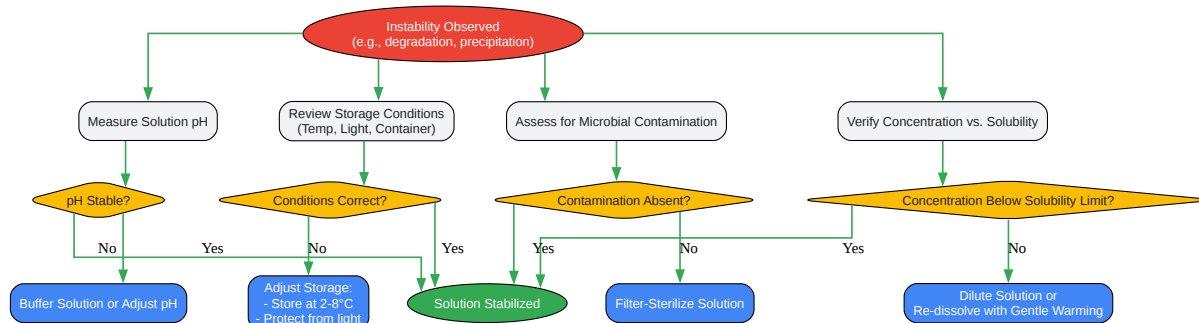 Instability Observed
(e.g., degradation, precipitation)
Measure Solution pH
Review Storage Conditions
(Temp, Light, Container)
Assess for Microbial Contamination
Verify Concentration vs. Solubility
pH Stable?
Conditions Correct?
Contamination Absent?
Concentration Below Solubility Limit?
No
Yes
No
Yes
Yes
No
Yes
No
Buffer Solution or Adjust pH
Adjust Storage:
- Store at 2-8°C
- Protect from light
Solution Stabilized
Filter-Sterilize Solution
Dilute Solution or
Re-dissolve with Gentle Warming